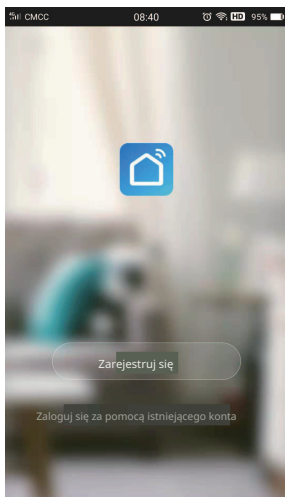 CMCC 08:40 HD 95%
Zarejestruj się
Zaloguj się za pomocą istniejącego konta